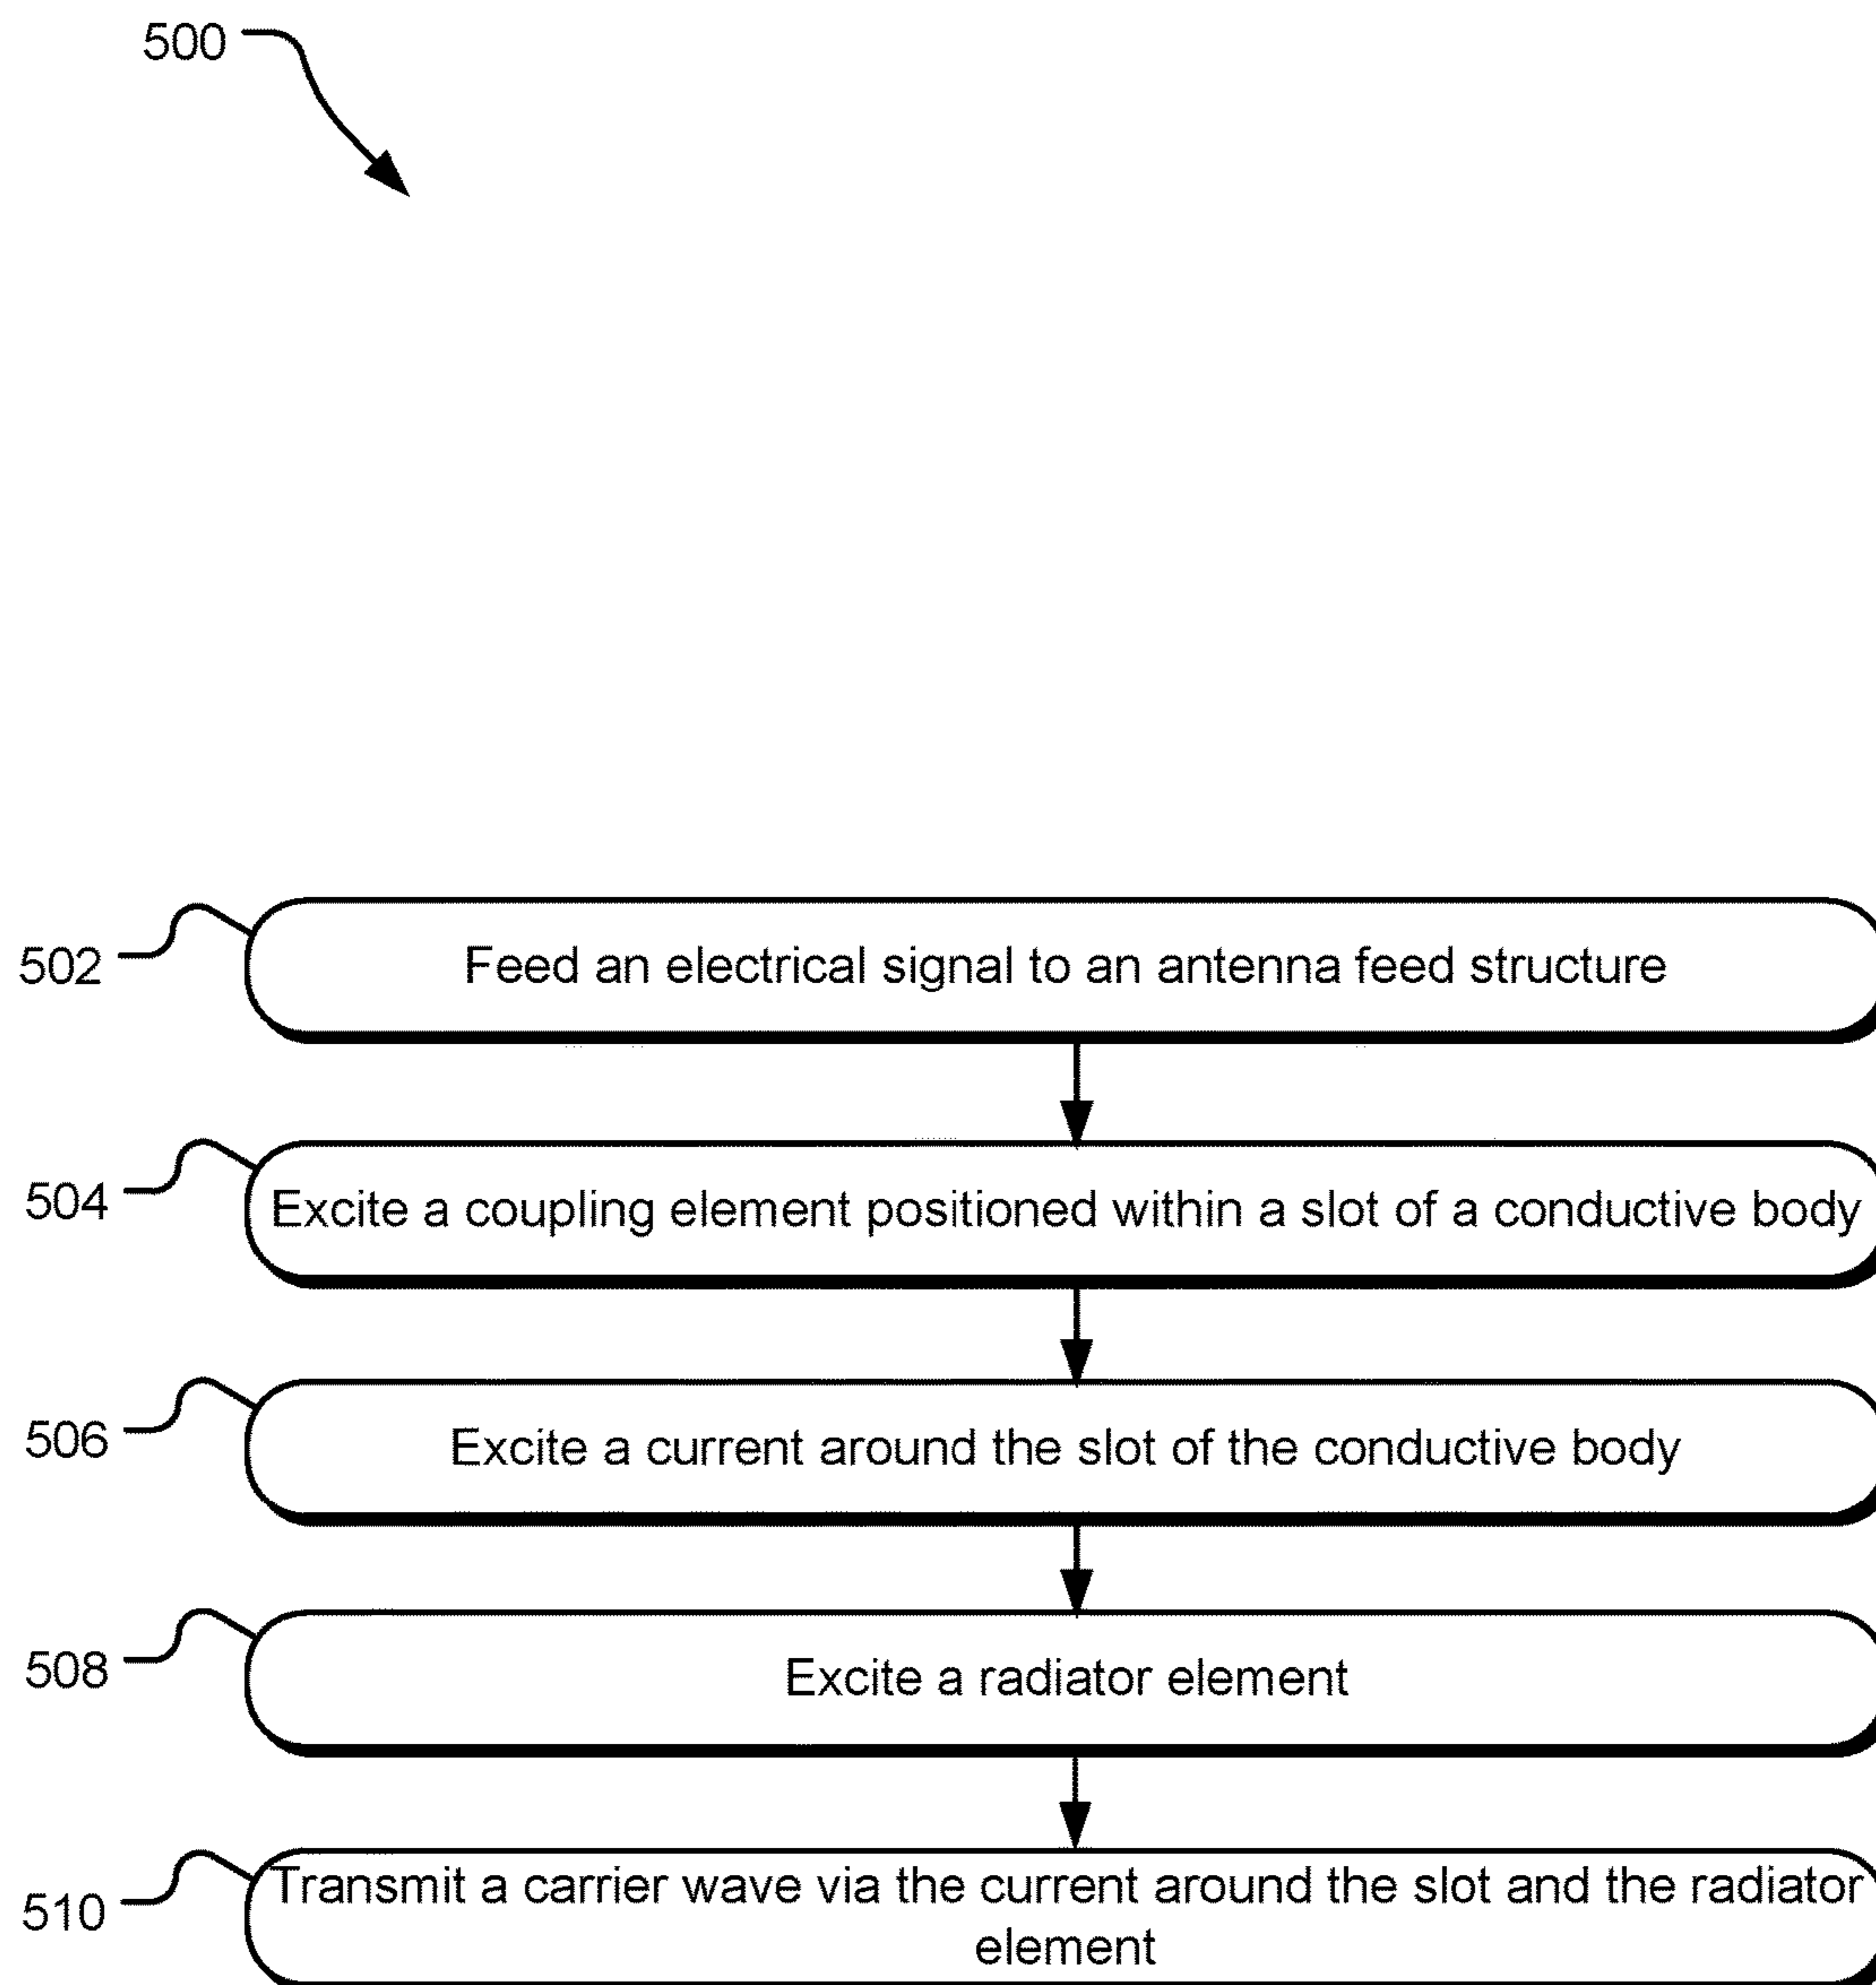 500
502
Feed an electrical signal to an antenna feed structure
504
Excite a coupling element positioned within a slot of a conductive body
506
Excite a current around the slot of the conductive body
508
Excite a radiator element
510
Transmit a carrier wave via the current around the slot and the radiator
element